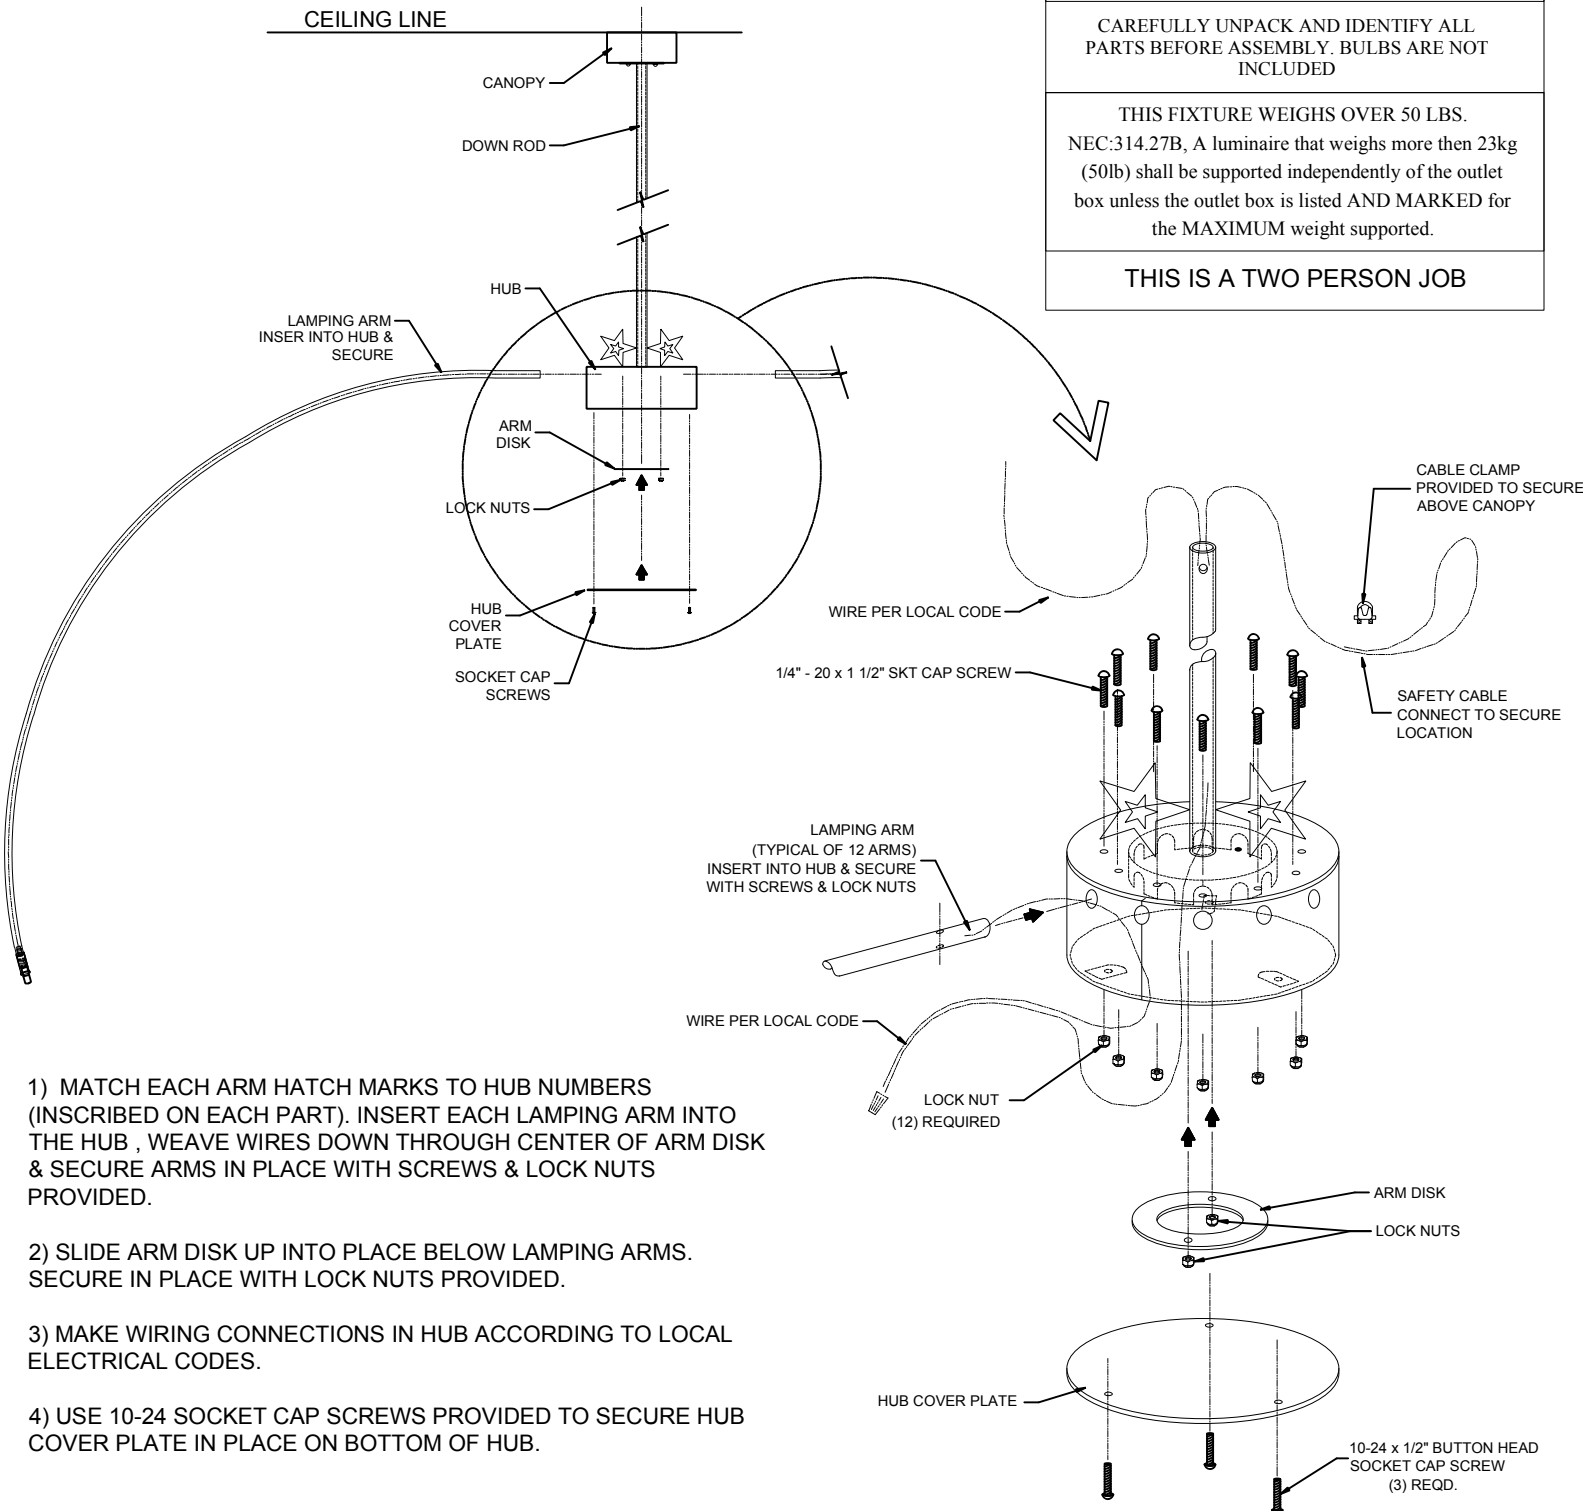 CEILING LINE
CANOPY
DOWN ROD
HUB
LAMPING ARM
INSER INTO HUB &
SECURE
ARM
DISK
LOCK NUTS
HUB
COVER
PLATE
SOCKET CAP
SCREWS
CAREFULLY UNPACK AND IDENTIFY ALL
PARTS BEFORE ASSEMBLY. BULBS ARE NOT
INCLUDED
THIS FIXTURE WEIGHS OVER 50 LBS.
NEC:314.27B, A luminaire that weighs more then 23kg
(50lb) shall be supported independently of the outlet
box unless the outlet box is listed AND MARKED for
the MAXIMUM weight supported.
THIS IS A TWO PERSON JOB
CABLE CLAMP
PROVIDED TO SECURE
ABOVE CANOPY
WIRE PER LOCAL CODE
1/4" - 20 x 1 1/2" SKT CAP SCREW
SAFETY CABLE
CONNECT TO SECURE
LOCATION
LAMPING ARM
(TYPICAL OF 12 ARMS)
INSERT INTO HUB & SECURE
WITH SCREWS & LOCK NUTS
WIRE PER LOCAL CODE
LOCK NUT
(12) REQUIRED
ARM DISK
LOCK NUTS
HUB COVER PLATE
10-24 x 1/2" BUTTON HEAD
SOCKET CAP SCREW
(3) REQD.
1) MATCH EACH ARM HATCH MARKS TO HUB NUMBERS
(INSCRIBED ON EACH PART). INSERT EACH LAMPING ARM INTO
THE HUB , WEAVE WIRES DOWN THROUGH CENTER OF ARM DISK
& SECURE ARMS IN PLACE WITH SCREWS & LOCK NUTS
PROVIDED.
2) SLIDE ARM DISK UP INTO PLACE BELOW LAMPING ARMS.
SECURE IN PLACE WITH LOCK NUTS PROVIDED.
3) MAKE WIRING CONNECTIONS IN HUB ACCORDING TO LOCAL
ELECTRICAL CODES.
4) USE 10-24 SOCKET CAP SCREWS PROVIDED TO SECURE HUB
COVER PLATE IN PLACE ON BOTTOM OF HUB.